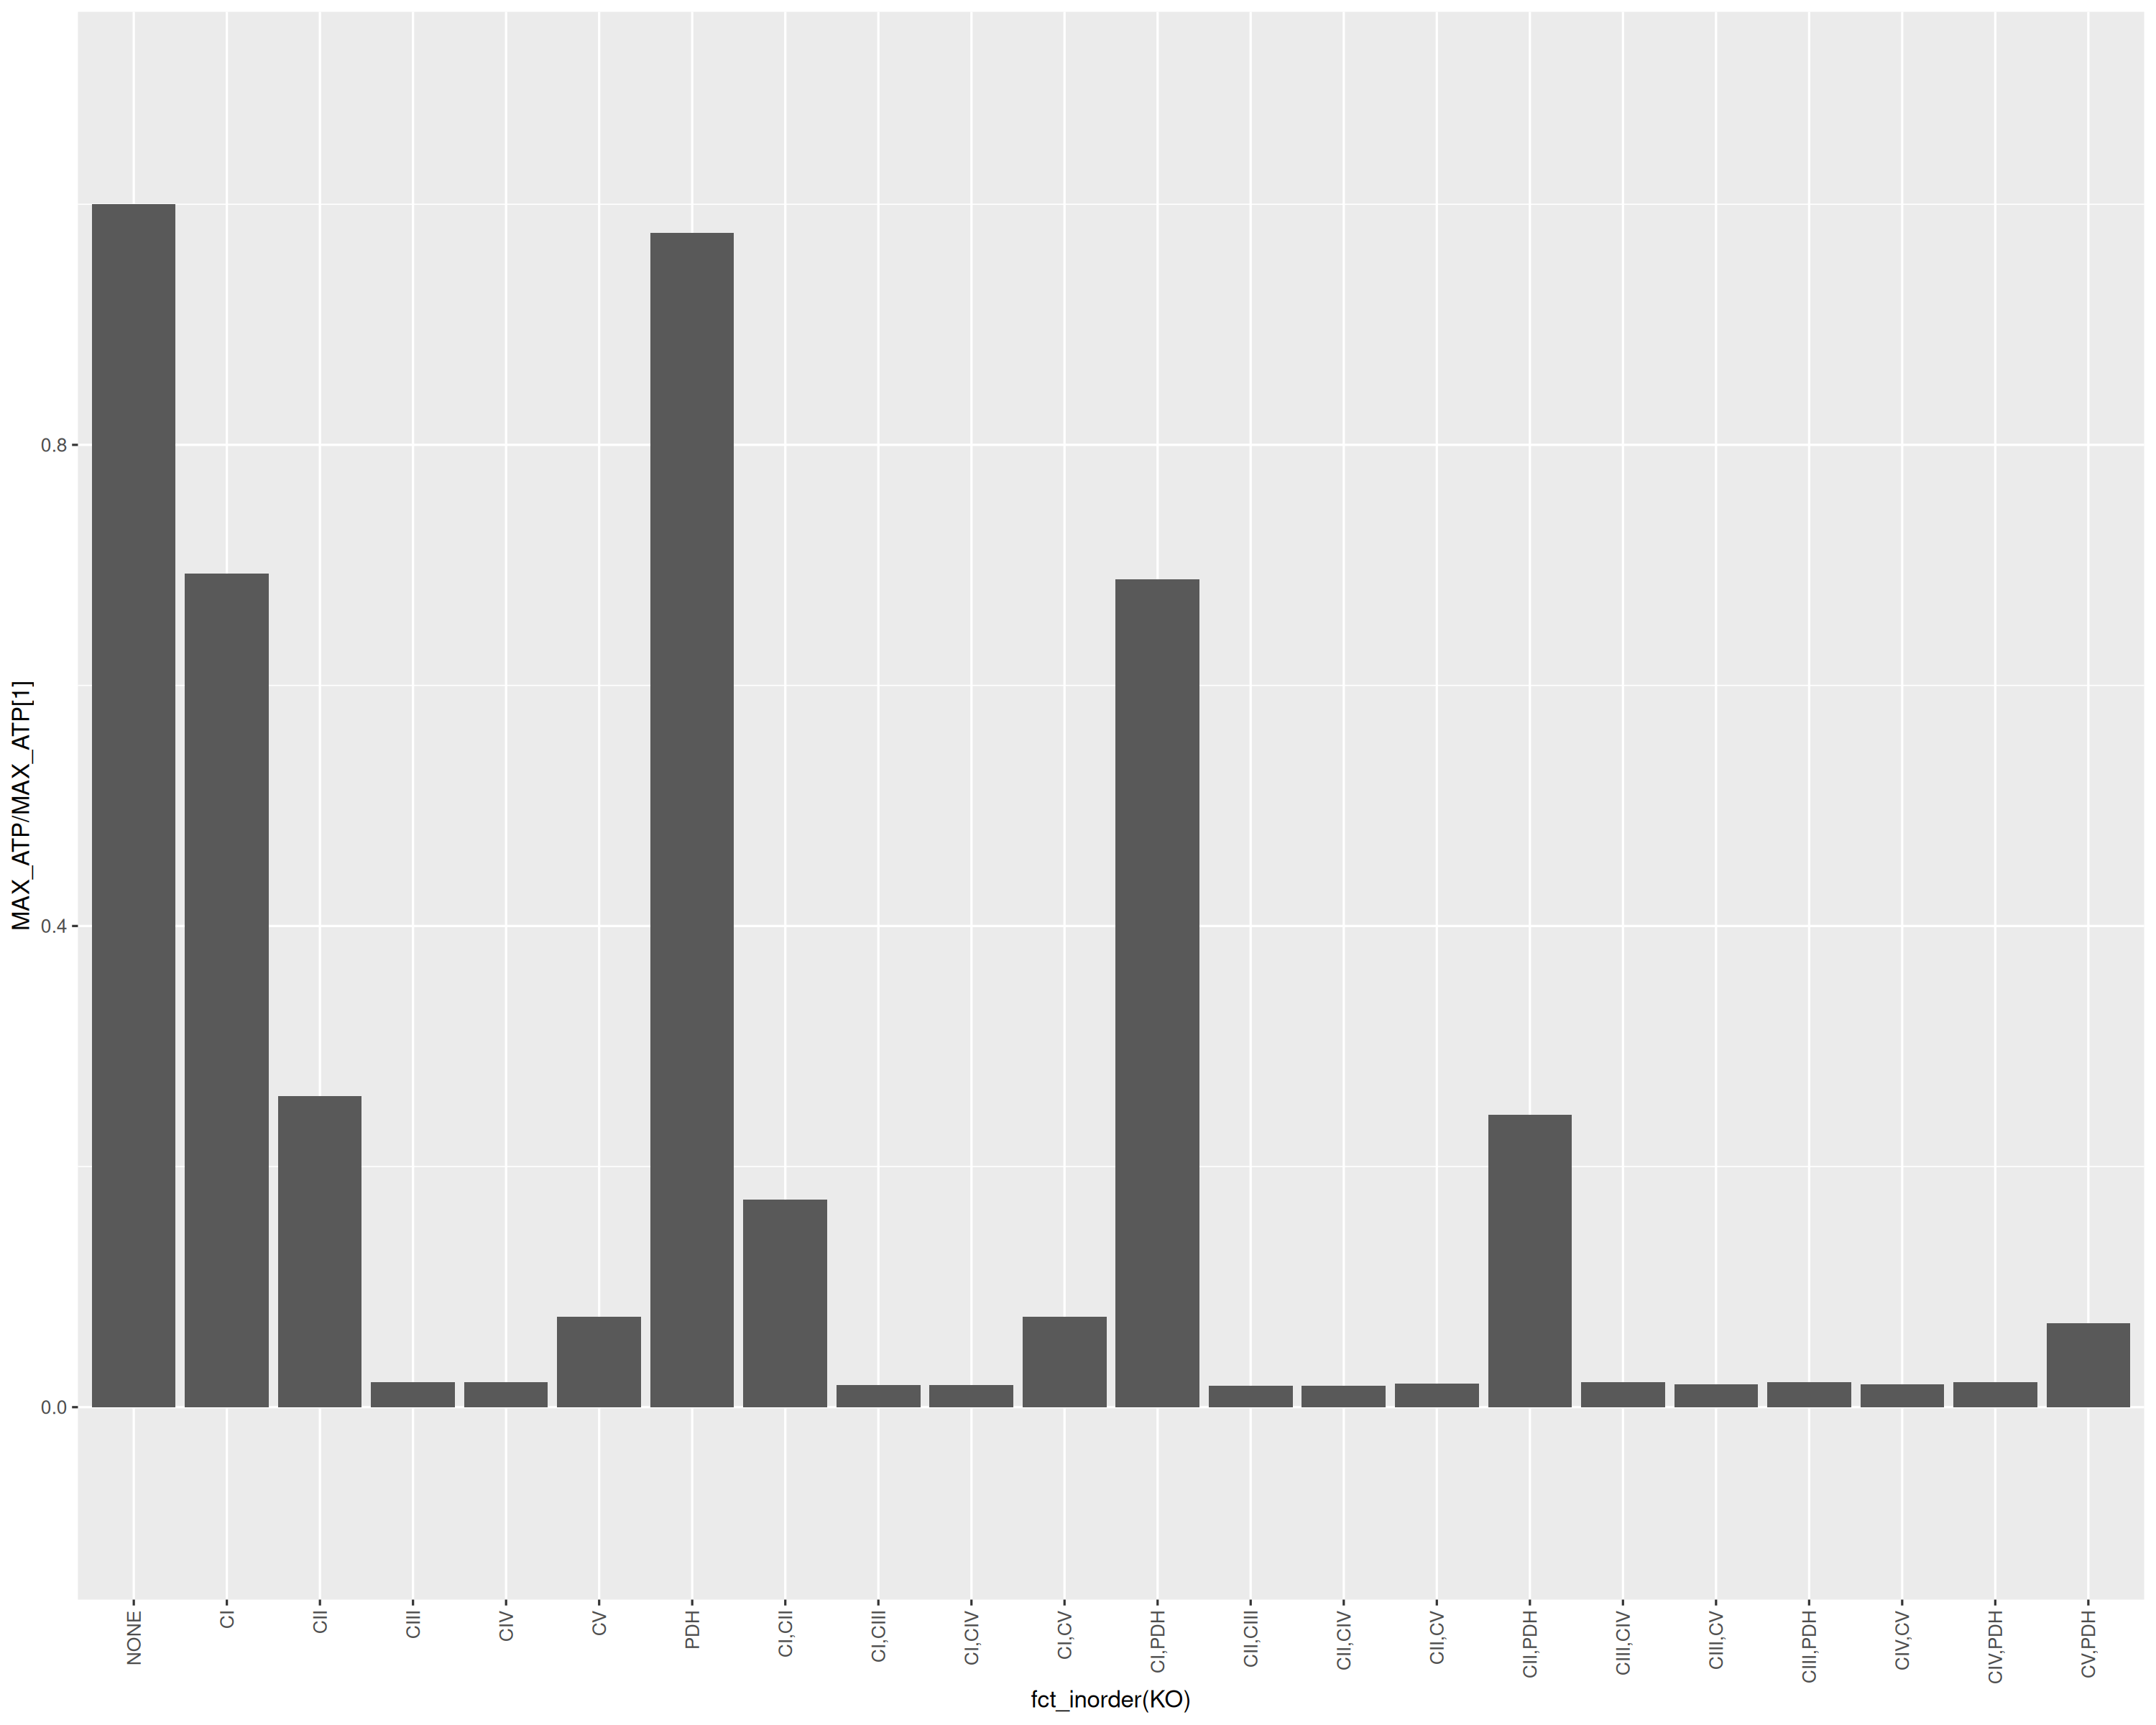 MAX_ATP/MAX_ATP[1]
0.8
0.4
0.0
NONE
CI
CII
CIII
CIV
CV
PDH
CI,CII
CI,CIII
CI,CIV
CI,CV
CI,PDH
CII,CIII
CII,CIV
CII,CV
CII,PDH
CIII,CIV
CIII,CV
CIII,PDH
CIV,CV
CIV,PDH
CV,PDH
fct_inorder(KO)